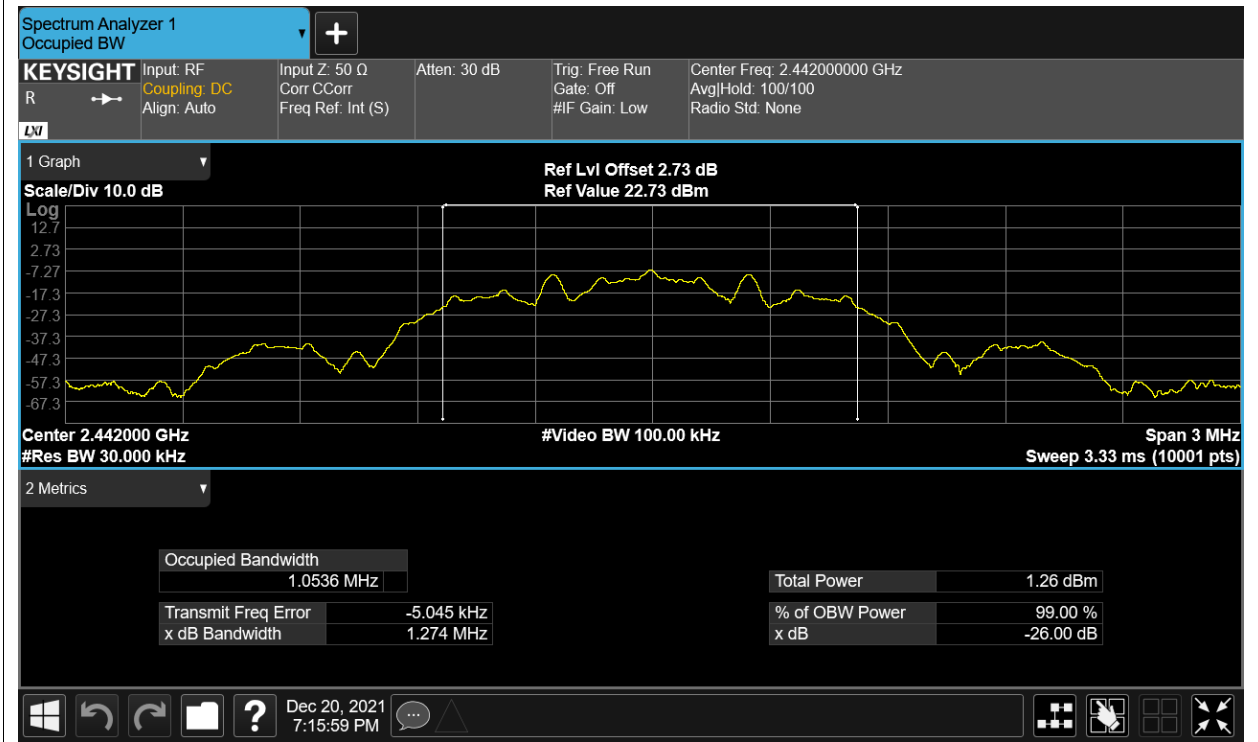 Spectrum Analyzer 1
Occupied BW
KEYSIGHT
R
LXI
Input: RF
Coupling: DC
Align: Auto
Input Z: 50 Ω
Corr CCorr
Freq Ref: Int (S)
Atten: 30 dB
Trig: Free Run
Gate: Off
#IF Gain: Low
Center Freq: 2.442000000 GHz
Avg|Hold: 100/100
Radio Std: None
1 Graph
Scale/Div 10.0 dB
Ref Lvl Offset 2.73 dB
Ref Value 22.73 dBm
Log
12.7
2.73
-7.27
-17.3
-27.3
-37.3
-47.3
-57.3
-67.3
Center 2.442000 GHz
#Res BW 30.000 kHz
#Video BW 100.00 kHz
Span 3 MHz
Sweep 3.33 ms (10001 pts)
2 Metrics
Occupied Bandwidth
1.0536 MHz
Transmit Freq Error -5.045 kHz
x dB Bandwidth 1.274 MHz
Total Power 1.26 dBm
% of OBW Power 99.00 %
x dB -26.00 dB
?
Dec 20, 2021
7:15:59 PM